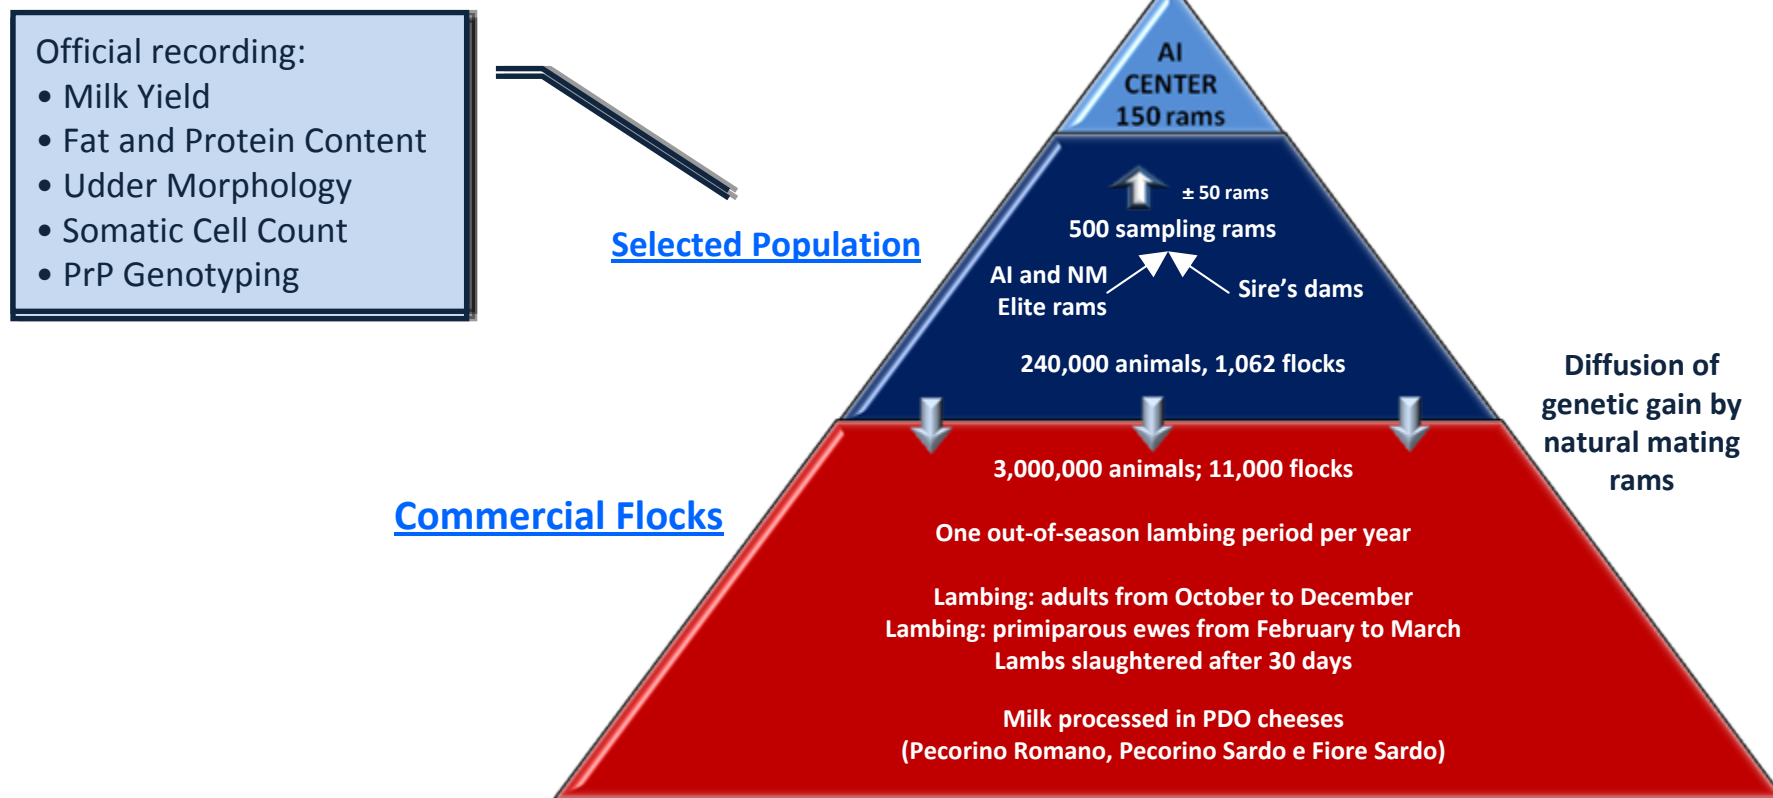 Official recording:
• Milk Yield
• Fat and Protein Content
• Udder Morphology
• Somatic Cell Count
• PrP Genotyping
AI
CENTER
150 rams
± 50 rams
500 sampling rams
AI and NM
Elite rams
Sire's dams
240,000 animals, 1,062 flocks
Selected Population
Diffusion of
genetic gain by
natural mating
rams
Commercial Flocks
3,000,000 animals; 11,000 flocks
One out-of-season lambing period per year
Lambing: adults from October to December
Lambing: primiparous ewes from February to March
Lambs slaughtered after 30 days
Milk processed in PDO cheeses
(Pecorino Romano, Pecorino Sardo e Fiore Sardo)